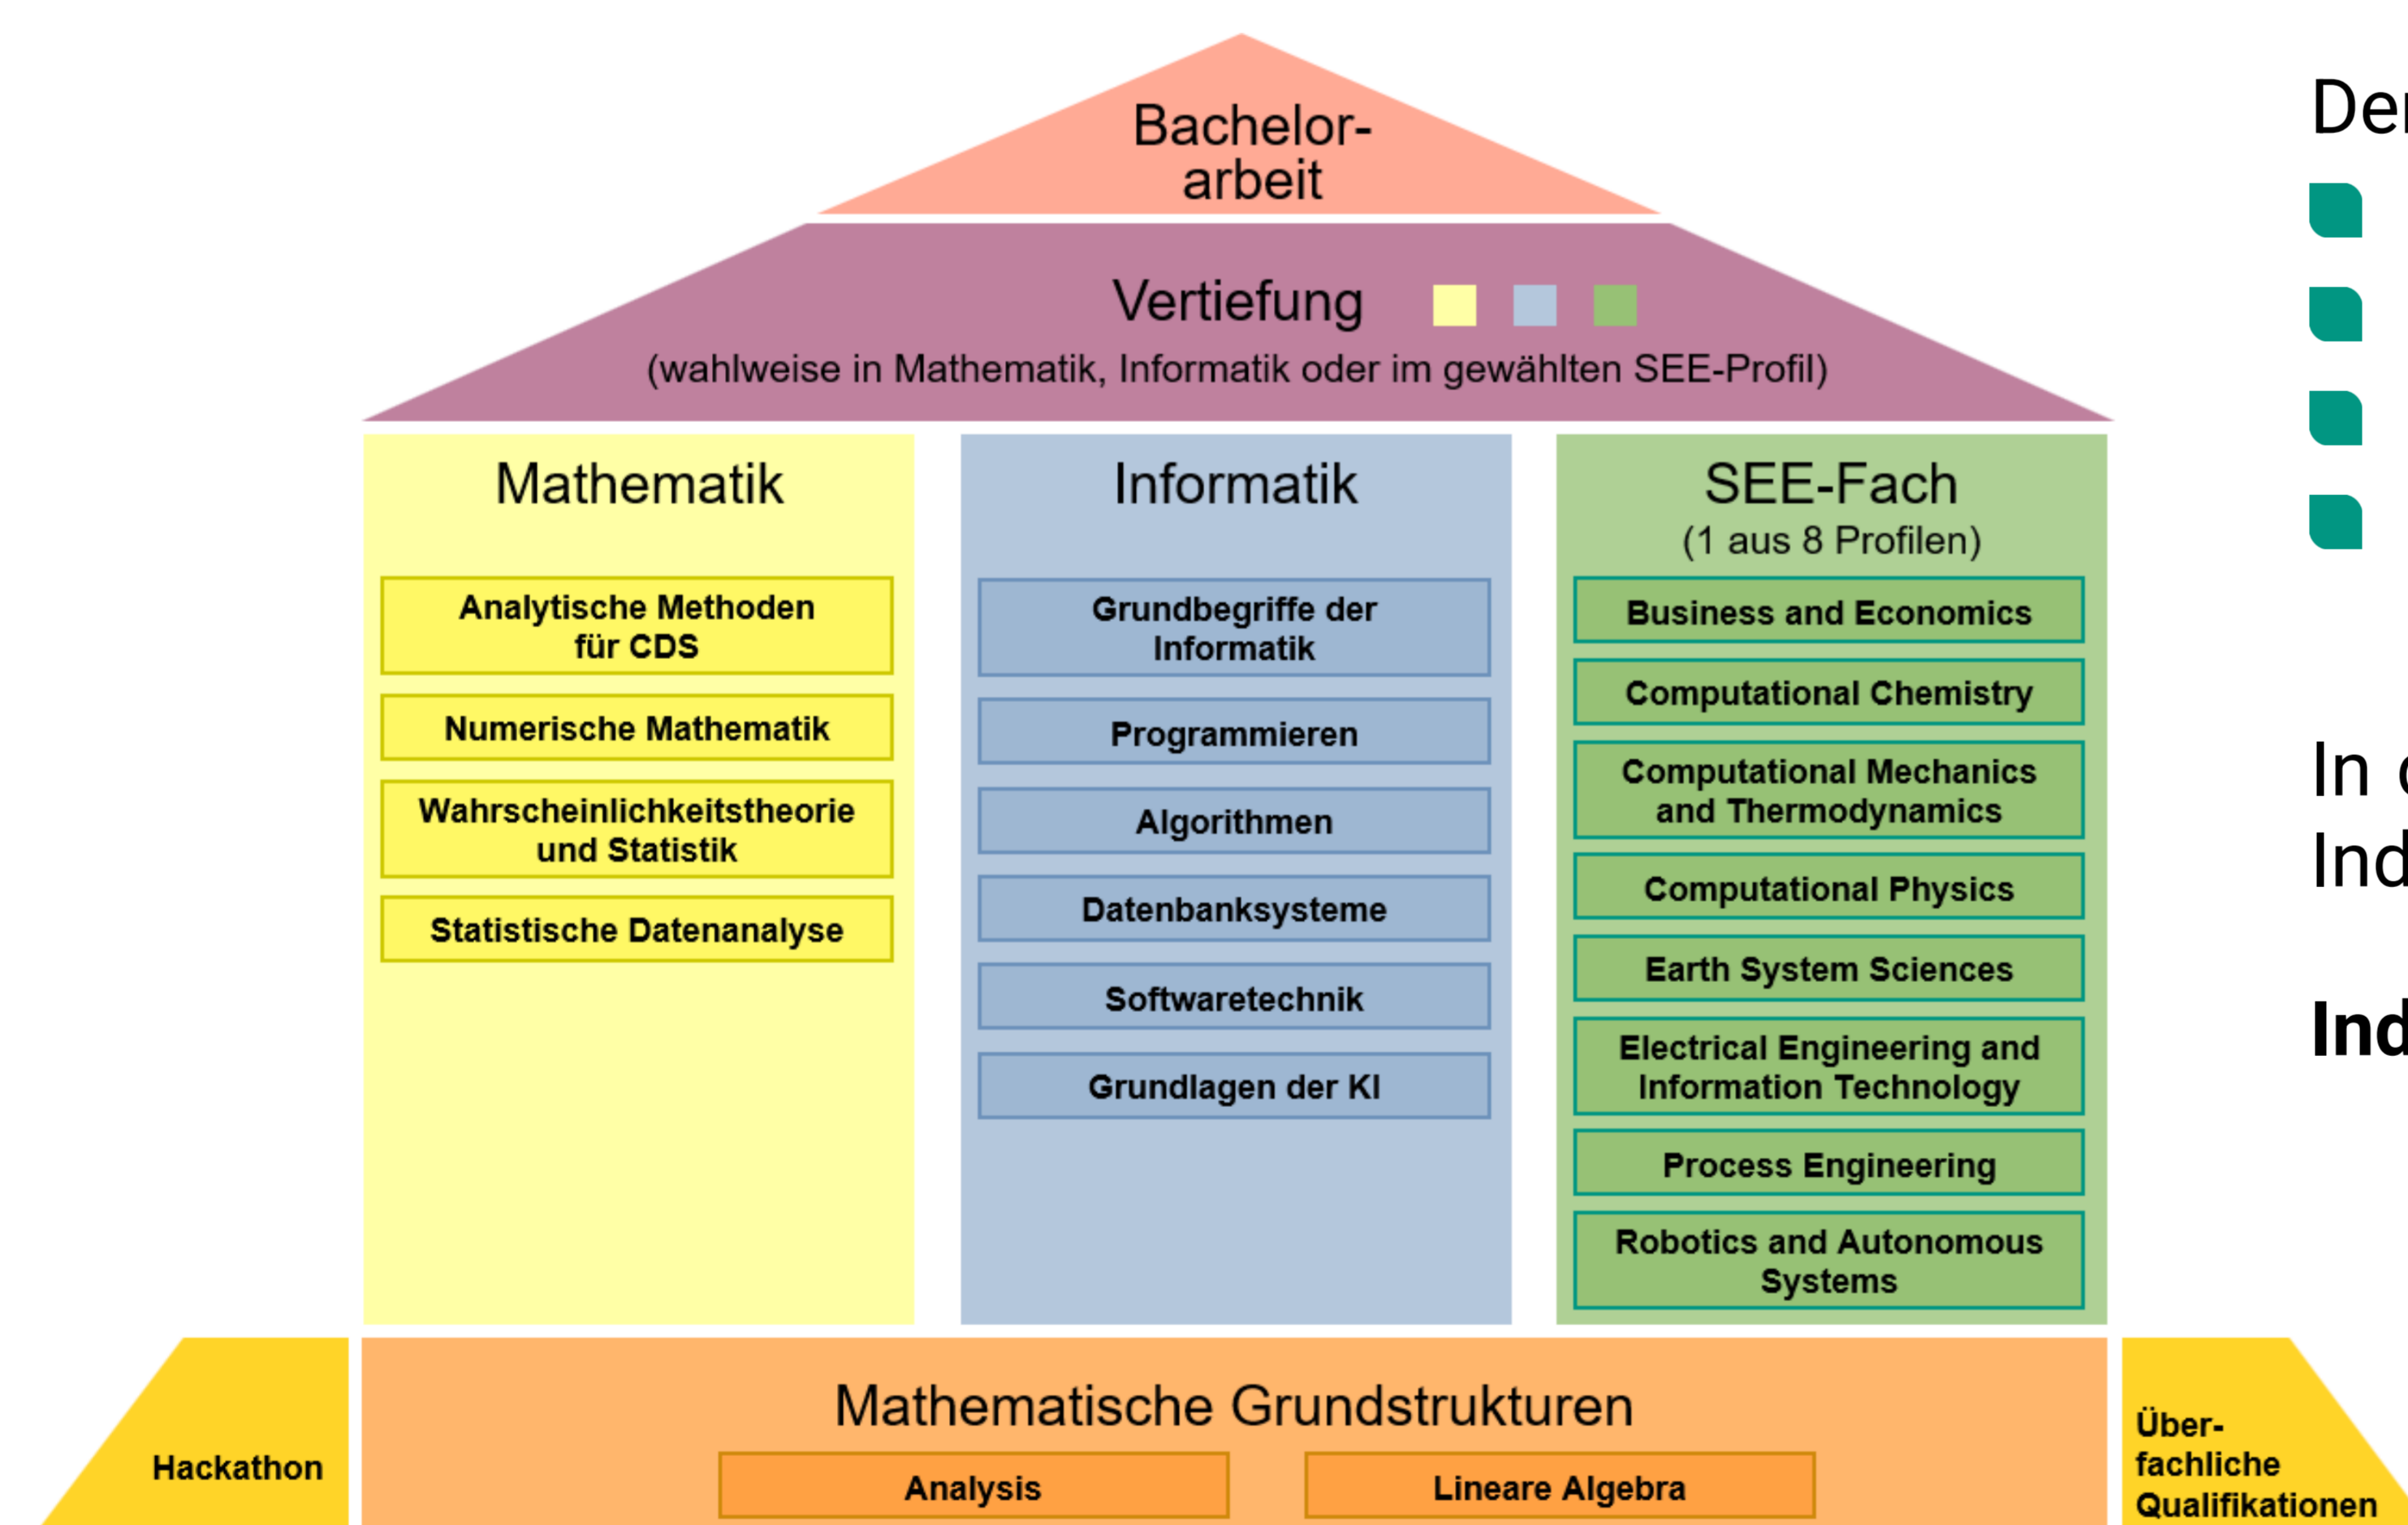 Bachelor-
arbeit
Vertiefung
(wahlweise in Mathematik, Informatik oder im gewählten SEE-Profil)
Mathematik
Analytische Methoden
für CDS
Numerische Mathematik
Wahrscheinlichkeitstheorie
und Statistik
Statistische Datenanalyse
Informatik
Grundbegriffe der
Informatik
Programmieren
Algorithmen
Datenbanksysteme
Softwaretechnik
Grundlagen der KI
SEE-Fach
(1 aus 8 Profilen)
Business and Economics
Computational Chemistry
Computational Mechanics
and Thermodynamics
Computational Physics
Earth System Sciences
Electrical Engineering and
Information Technology
Process Engineering
Robotics and Autonomous
Systems
Hackathon
Mathematische Grundstrukturen
Analysis
Lineare Algebra
Über-
fachliche
Qualifikationen
In